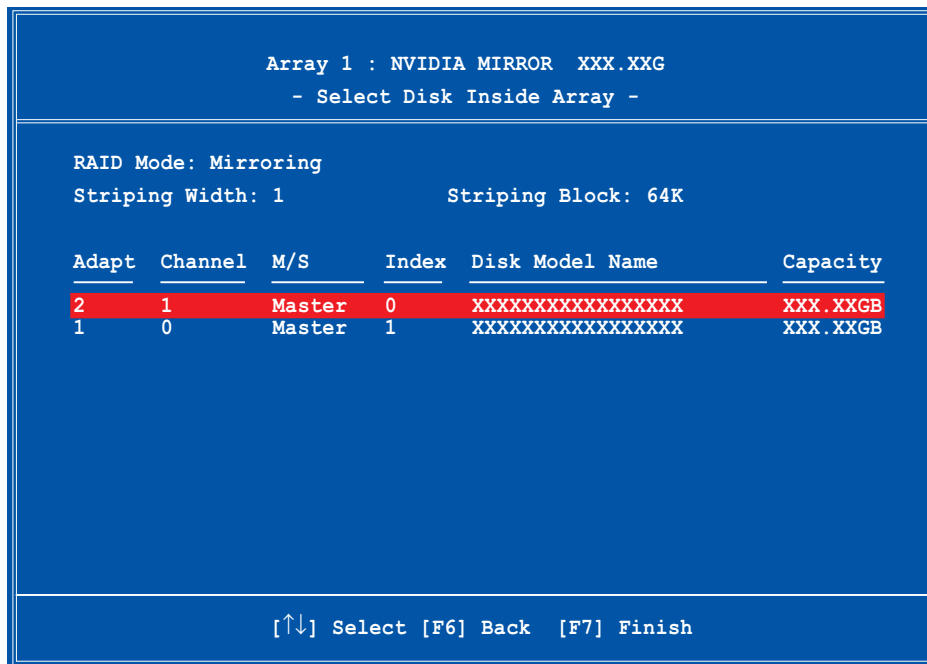 Array 1 : NVIDIA MIRROR XXX.XXG
- Select Disk Inside Array -
RAID Mode: Mirroring
Striping Width: 1 Striping Block: 64K
Adapt Channel M/S Index Disk Model Name Capacity
2 1 Master 0 XXXXXXXXXXXXXXXXX XXX.XXGB
1 0 Master 1 XXXXXXXXXXXXXXXXX XXX.XXGB
[↑↓] Select [F6] Back [F7] Finish